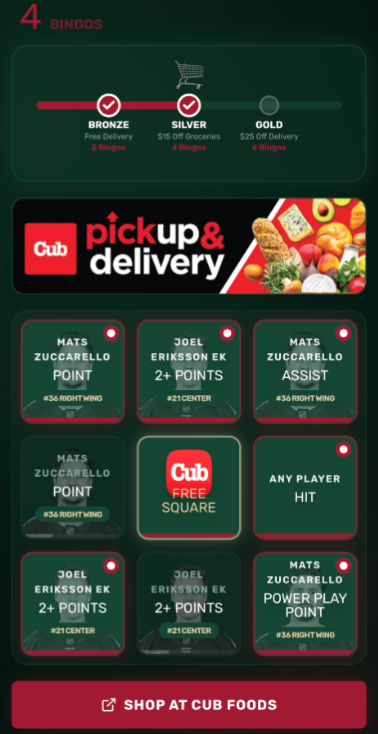 4 BINGOS
BRONZE
Free Delivery
2 Bingos
SILVER
$15 Off Groceries
4 Bingos
GOLD
$25 Off Delivery
6 Bingos
Cub
pickup&
delivery
MATS
ZUCCARELLO
POINT
#36 RIGHT WING
JOEL
ERIKSSON EK
2+ POINTS
#21 CENTER
MATS
ZUCCARELLO
ASSIST
#36 RIGHT WING
MATS
ZUCCARELLO
POINT
#36 RIGHT WING
Cub
FREE
SQUARE
ANY PLAYER
HIT
JOEL
ERIKSSON EK
2+ POINTS
#21 CENTER
JOEL
ERIKSSON EK
2+ POINTS
#21 CENTER
MATS
ZUCCARELLO
POWER PLAY
POINT
#36 RIGHT WING
SHOP AT CUB FOODS